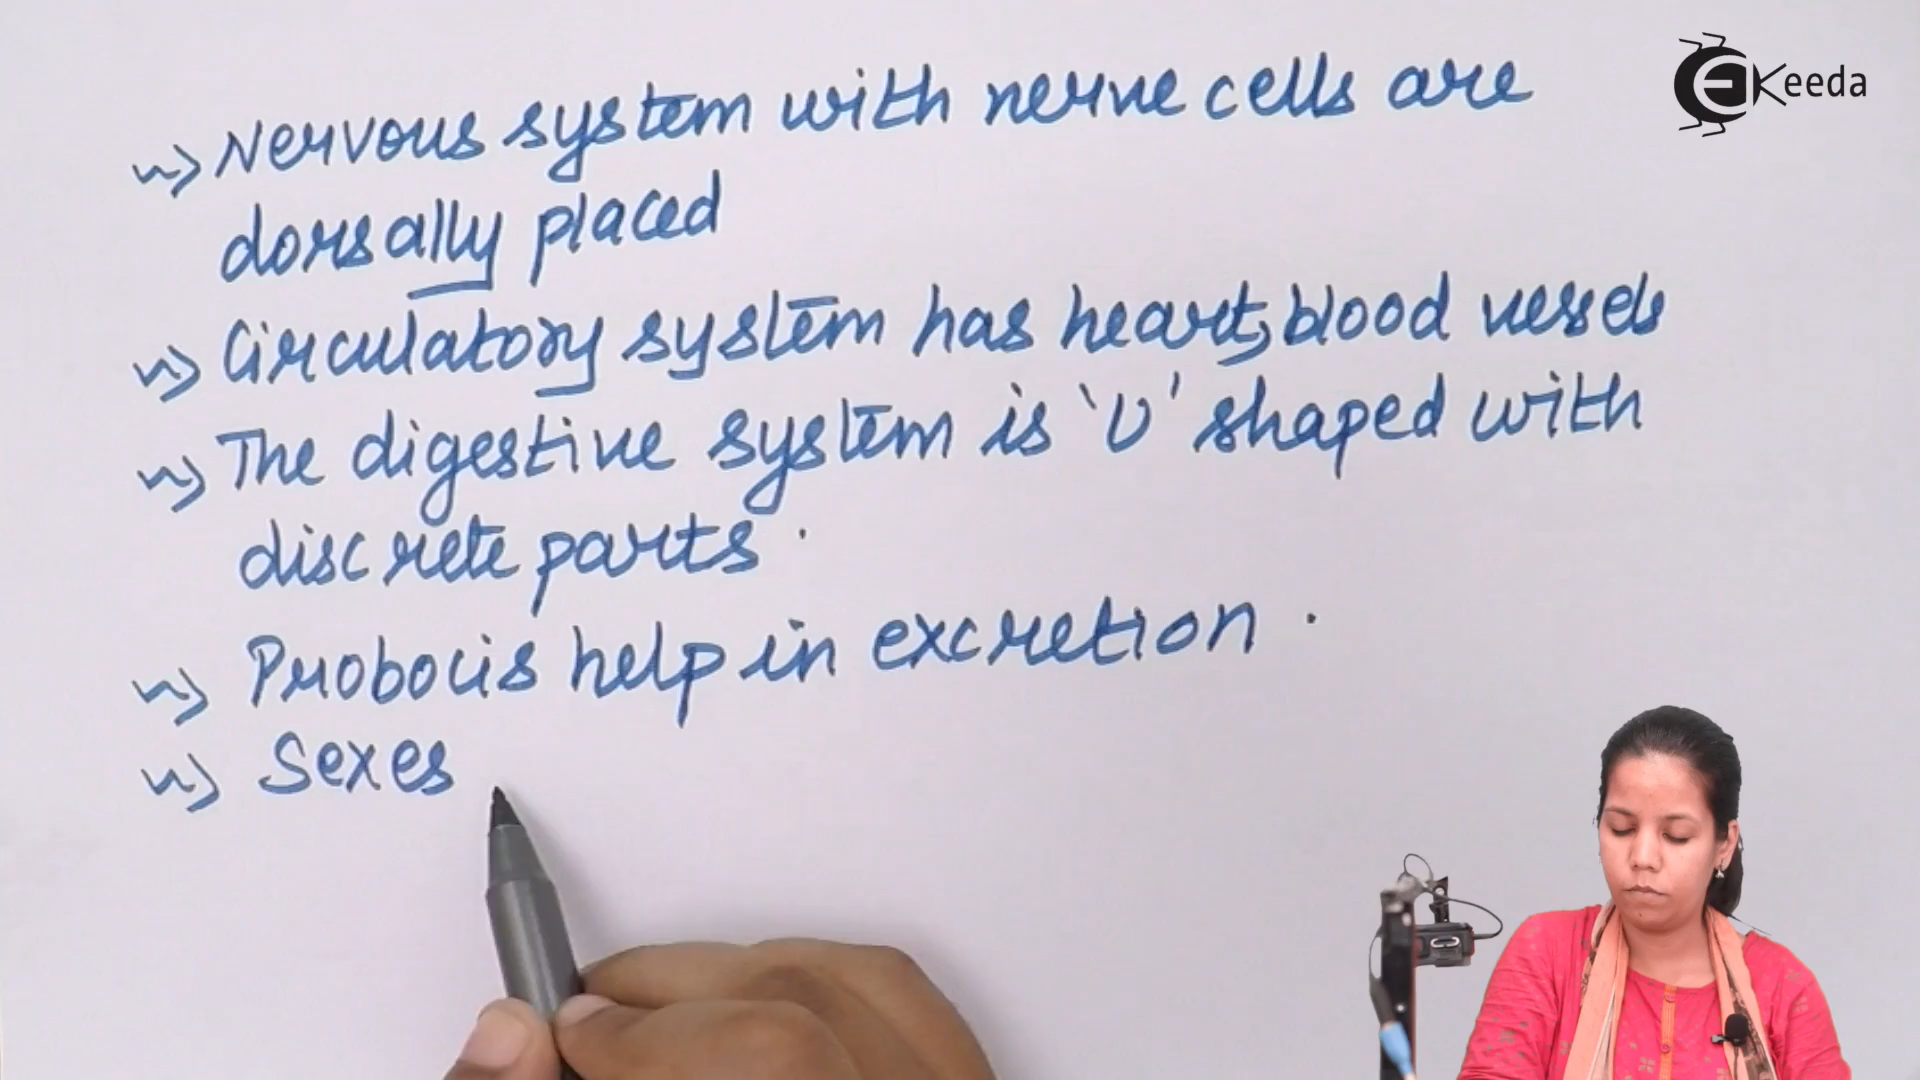 Nervous system with nerve cells are
dorsally placed
Circulatory system has heart, blood vessels
The digestive system is 'U' shaped with
discrete parts.
Probocis help in excretion.
Sexes
EKeeda